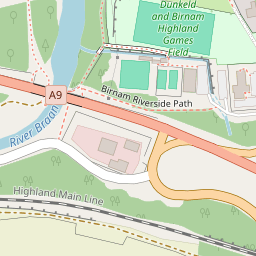 Dunkeld
and Birnam
Highland
Games
Field
A9
Birnam Riverside Path
River Braan
Highland Main Line